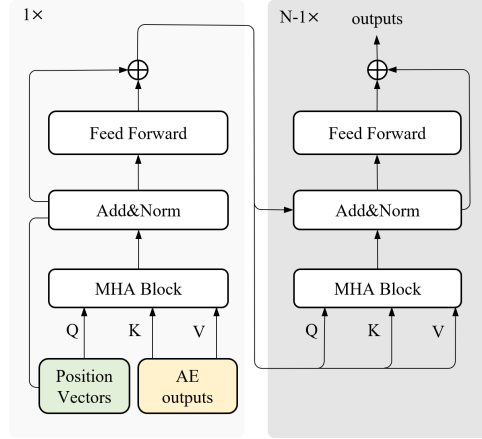 1×
Feed Forward
Add&Norm
MHA Block
Q
K
V
Position
Vectors
AE
outputs
N-1×
outputs
Feed Forward
Add&Norm
MHA Block
Q
K
V